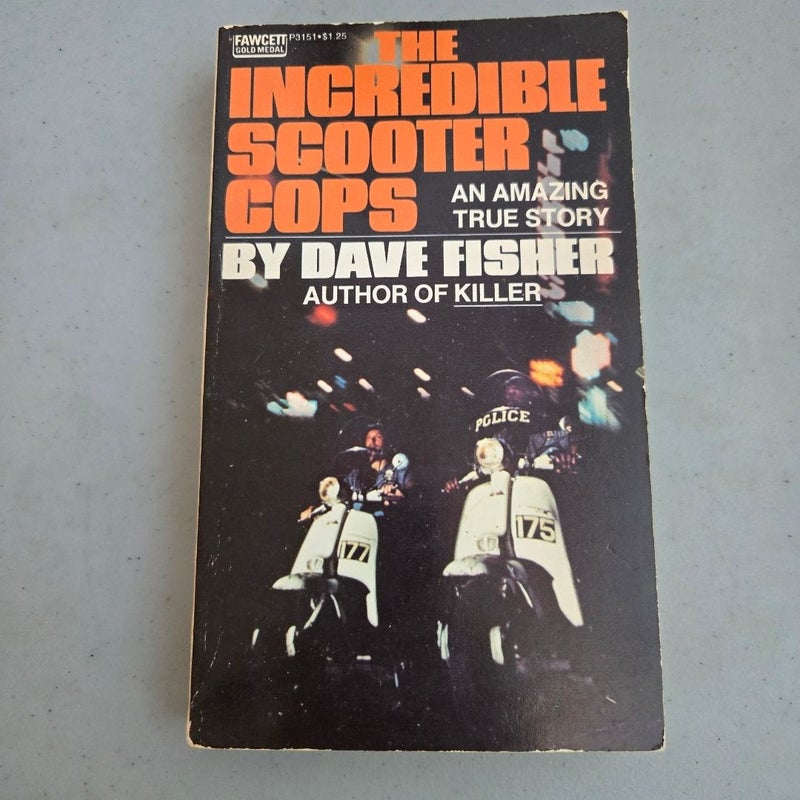 FAWCETT
GOLD MEDAL
P3151•$1.25
THE
INCREDIBLE
SCOOTER
COPS
AN AMAZING
TRUE STORY
BY DAVE FISHER
AUTHOR OF KILLER
POLICE
177
175